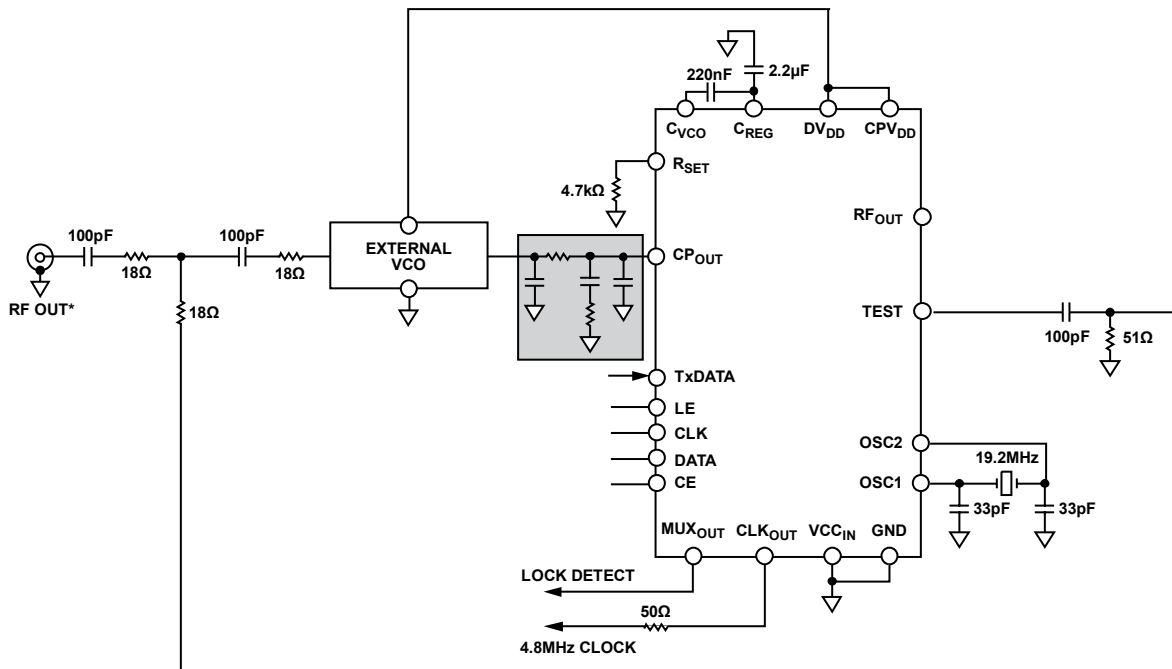 220nF
2.2µF
CVCO
CREG
DVDD
CPVDD
RSET
4.7kΩ
RFOUT
100pF
18Ω
100pF
18Ω
EXTERNAL
VCO
CPOUT
RF OUT*
18Ω
TEST
100pF
51Ω
TxDATA
LE
CLK
DATA
CE
OSC2
19.2MHz
OSC1
33pF
33pF
MUXOUT
CLKOUT
VCCIN
GND
LOCK DETECT
50Ω
4.8MHz CLOCK